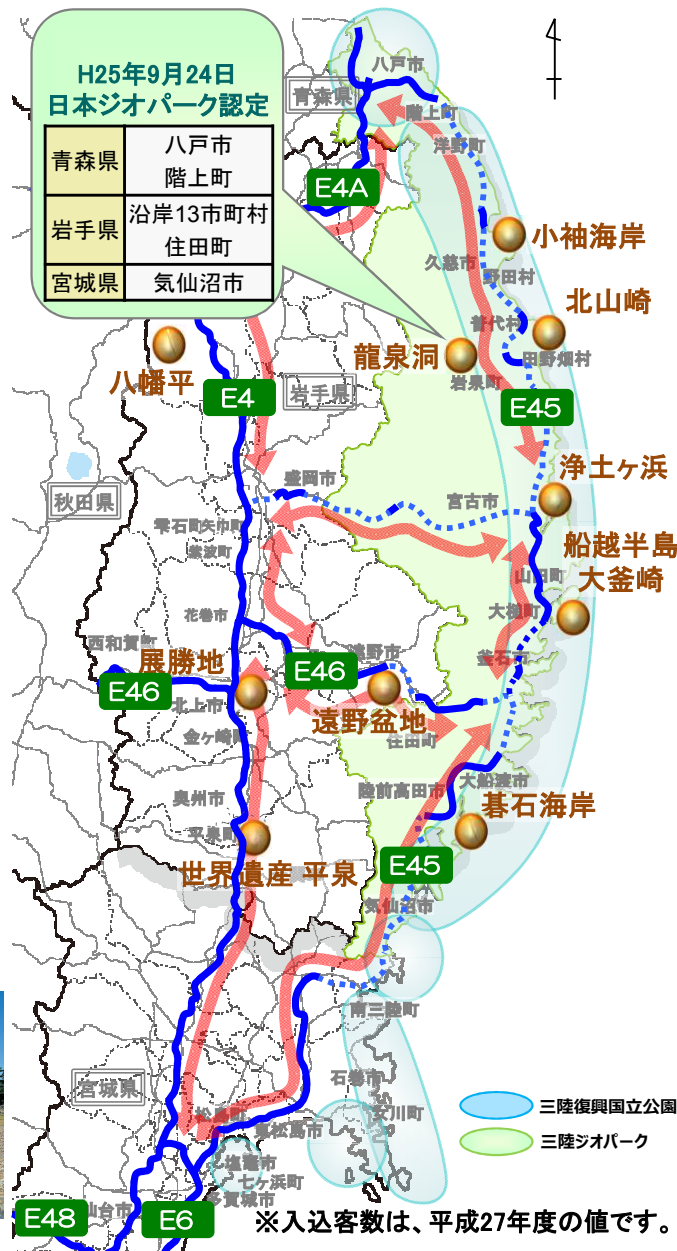 H25年9月24日
日本ジオパーク認定
青森県
八戸市
階上町
岩手県
沿岸13市町村
住田町
宮城県
気仙沼市
八戸市
青森県
階上町
洋野町
E4A
小袖海岸
久慈市
野田村
北山崎
普代村
田野畑村
龍泉洞
岩泉町
八幡平
E4
岩手県
E45
盛岡市
浄土ヶ浜
秋田県
宮古市
雫石町
矢巾町
紫波町
船越半島
大釜崎
山田町
花巻市
大槌町
西和賀町
遠野市
釜石市
展勝地
E46
E46
北上市
遠野盆地
金ヶ崎町
住田町
奥州市
陸前高田市
大船渡市
碁石海岸
平泉町
世界遺産 平泉
E45
気仙沼市
南三陸町
宮城県
石巻市
女川町
松島町
東松島市
三陸復興国立公園
三陸ジオパーク
塩竈市
七ヶ浜町
多賀城市
E48
仙台市
E6
※入込客数は、平成27年度の値です。